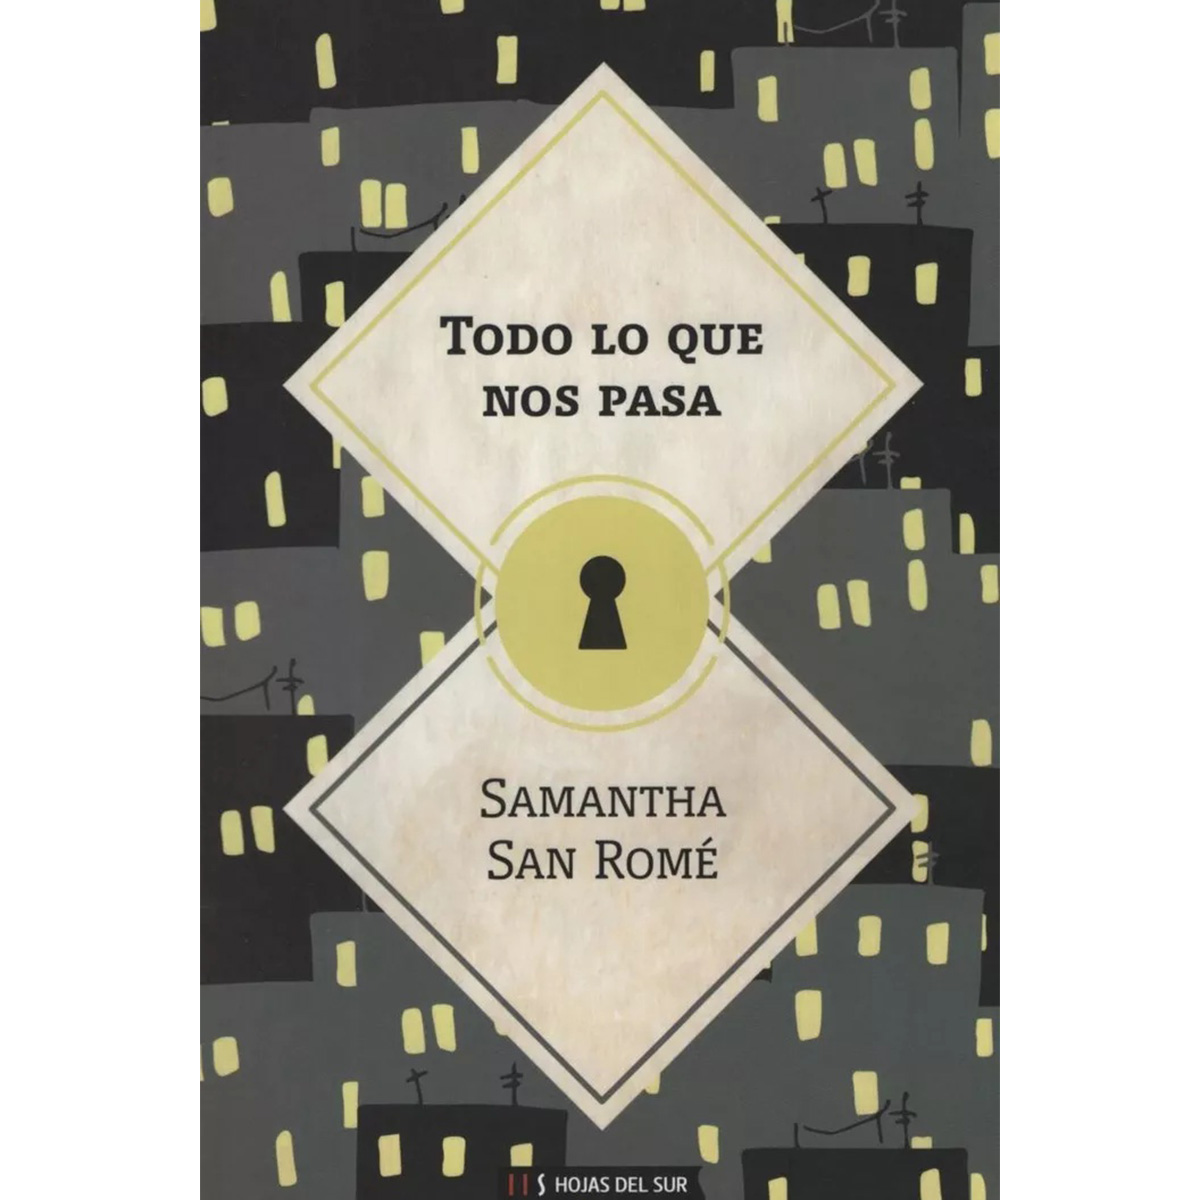 TODO LO QUE
NOS PASA
SAMANTHA
SAN ROMÉ
HOJAS DEL SUR